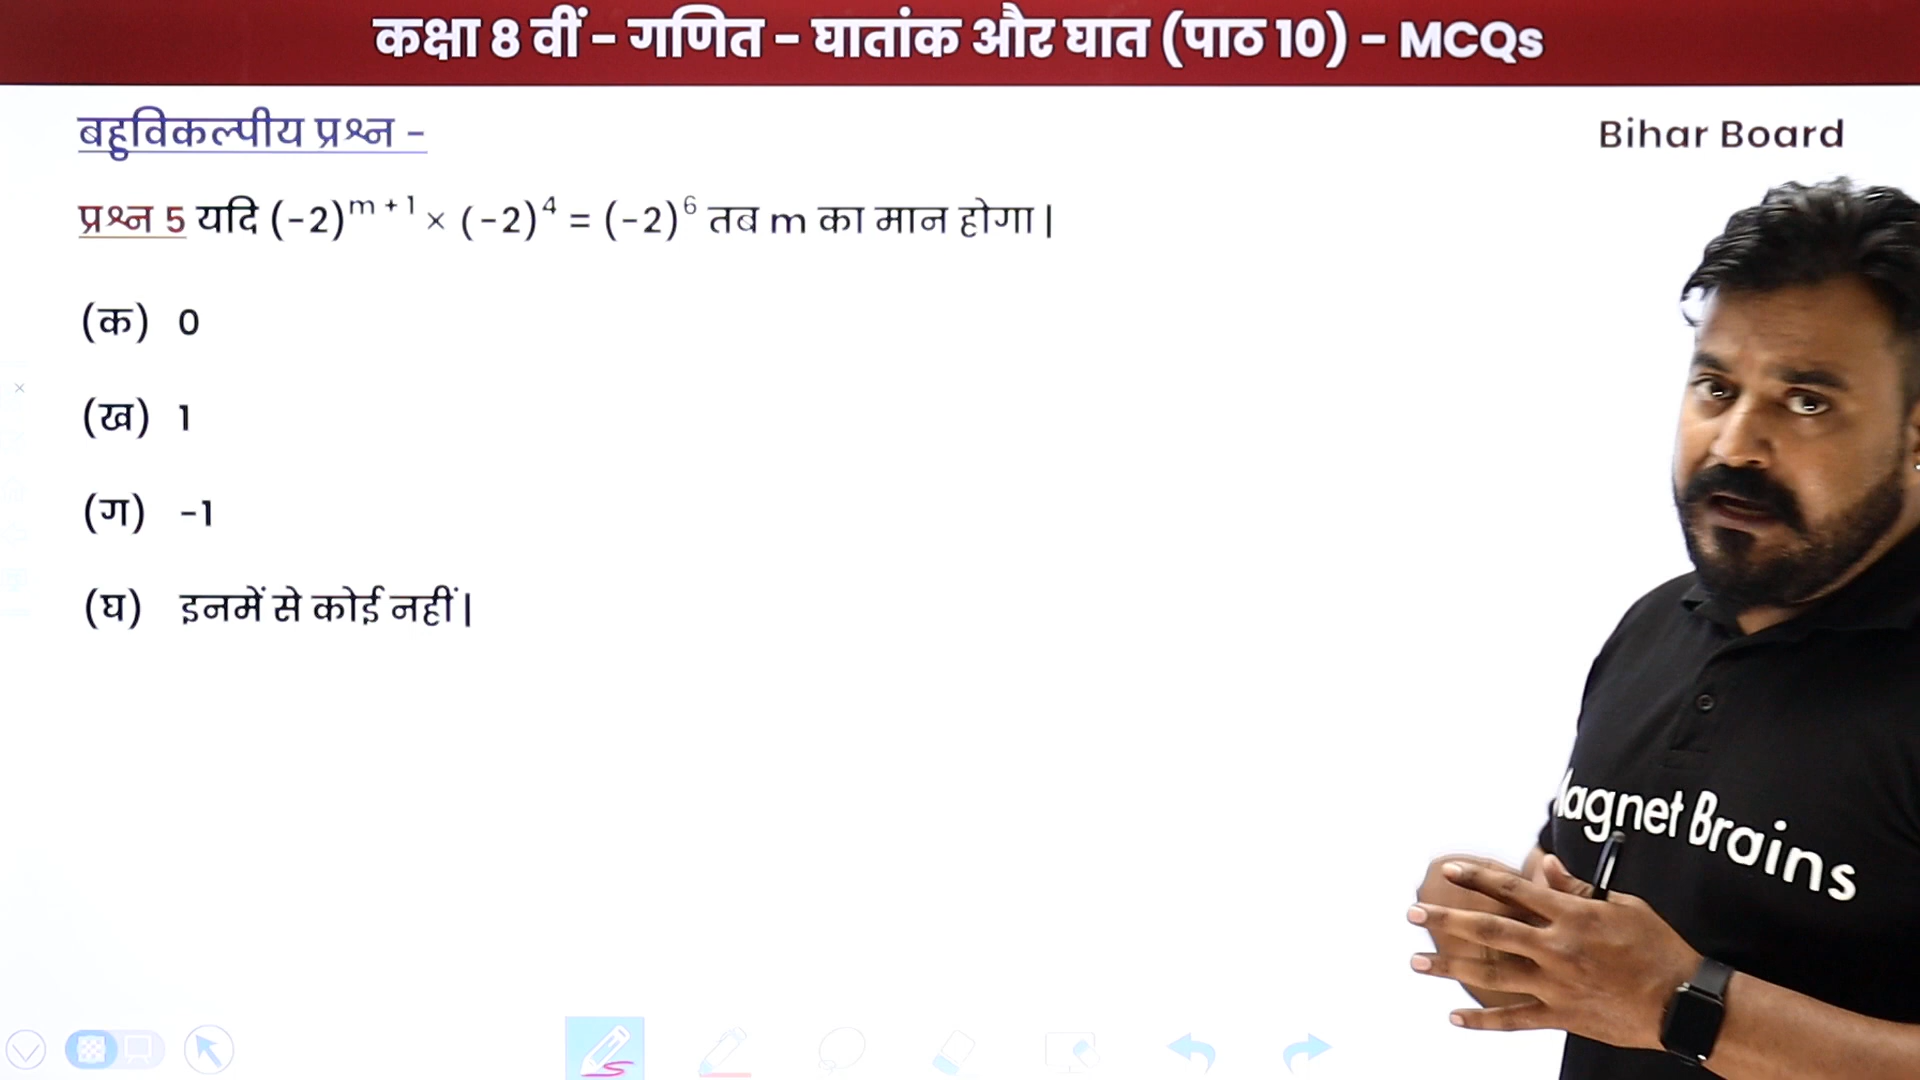 कक्षा 8 वीं – गणित – घातांक और घात (पाठ 10) – MCQs
बहुविकल्पीय प्रश्न –
Bihar Board
प्रश्न 5 यदि (-2)^{m + 1} × (-2)^4 = (-2)^6 तब m का मान होगा|
(क) 0
(ख) 1
(ग) -1
(घ) इनमें से कोई नहीं|
Magnet Brains